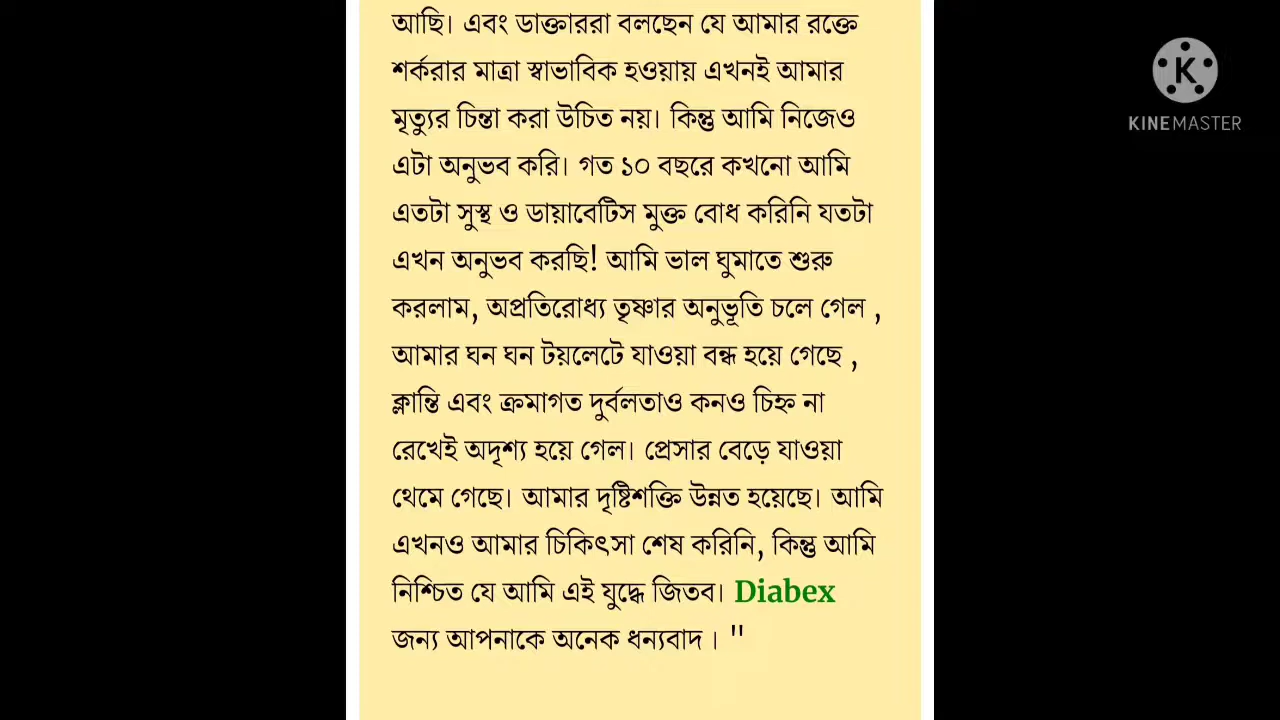 আছি। এবং ডাক্তাররা বলছেন যে আমার রক্তে
শর্করার মাত্রা স্বাভাবিক হওয়ায় এখনই আমার
মৃত্যুর চিন্তা করা উচিত নয়। কিন্তু আমি নিজেও
এটা অনুভব করি। গত ১০ বছরে কখনো আমি
এতটা সুস্থ ও ডায়াবেটিস মুক্ত বোধ করিনি যতটা
এখন অনুভব করছি! আমি ভাল ঘুমাতে শুরু
করলাম, অপ্রতিরোধ্য তৃষ্ণার অনুভূতি চলে গেল ,
আমার ঘন ঘন টয়লেটে যাওয়া বন্ধ হয়ে গেছে ,
ক্লান্তি এবং ক্রমাগত দুর্বলতাও কনও চিহ্ন না
রেখেই অদৃশ্য হয়ে গেল। প্রেসার বেড়ে যাওয়া
থেমে গেছে। আমার দৃষ্টিশক্তি উন্নত হয়েছে। আমি
এখনও আমার চিকিৎসা শেষ করিনি, কিন্তু আমি
নিশ্চিত যে আমি এই যুদ্ধে জিতব। Diabex
জন্য আপনাকে অনেক ধন্যবাদ। "
K
KINEMASTER